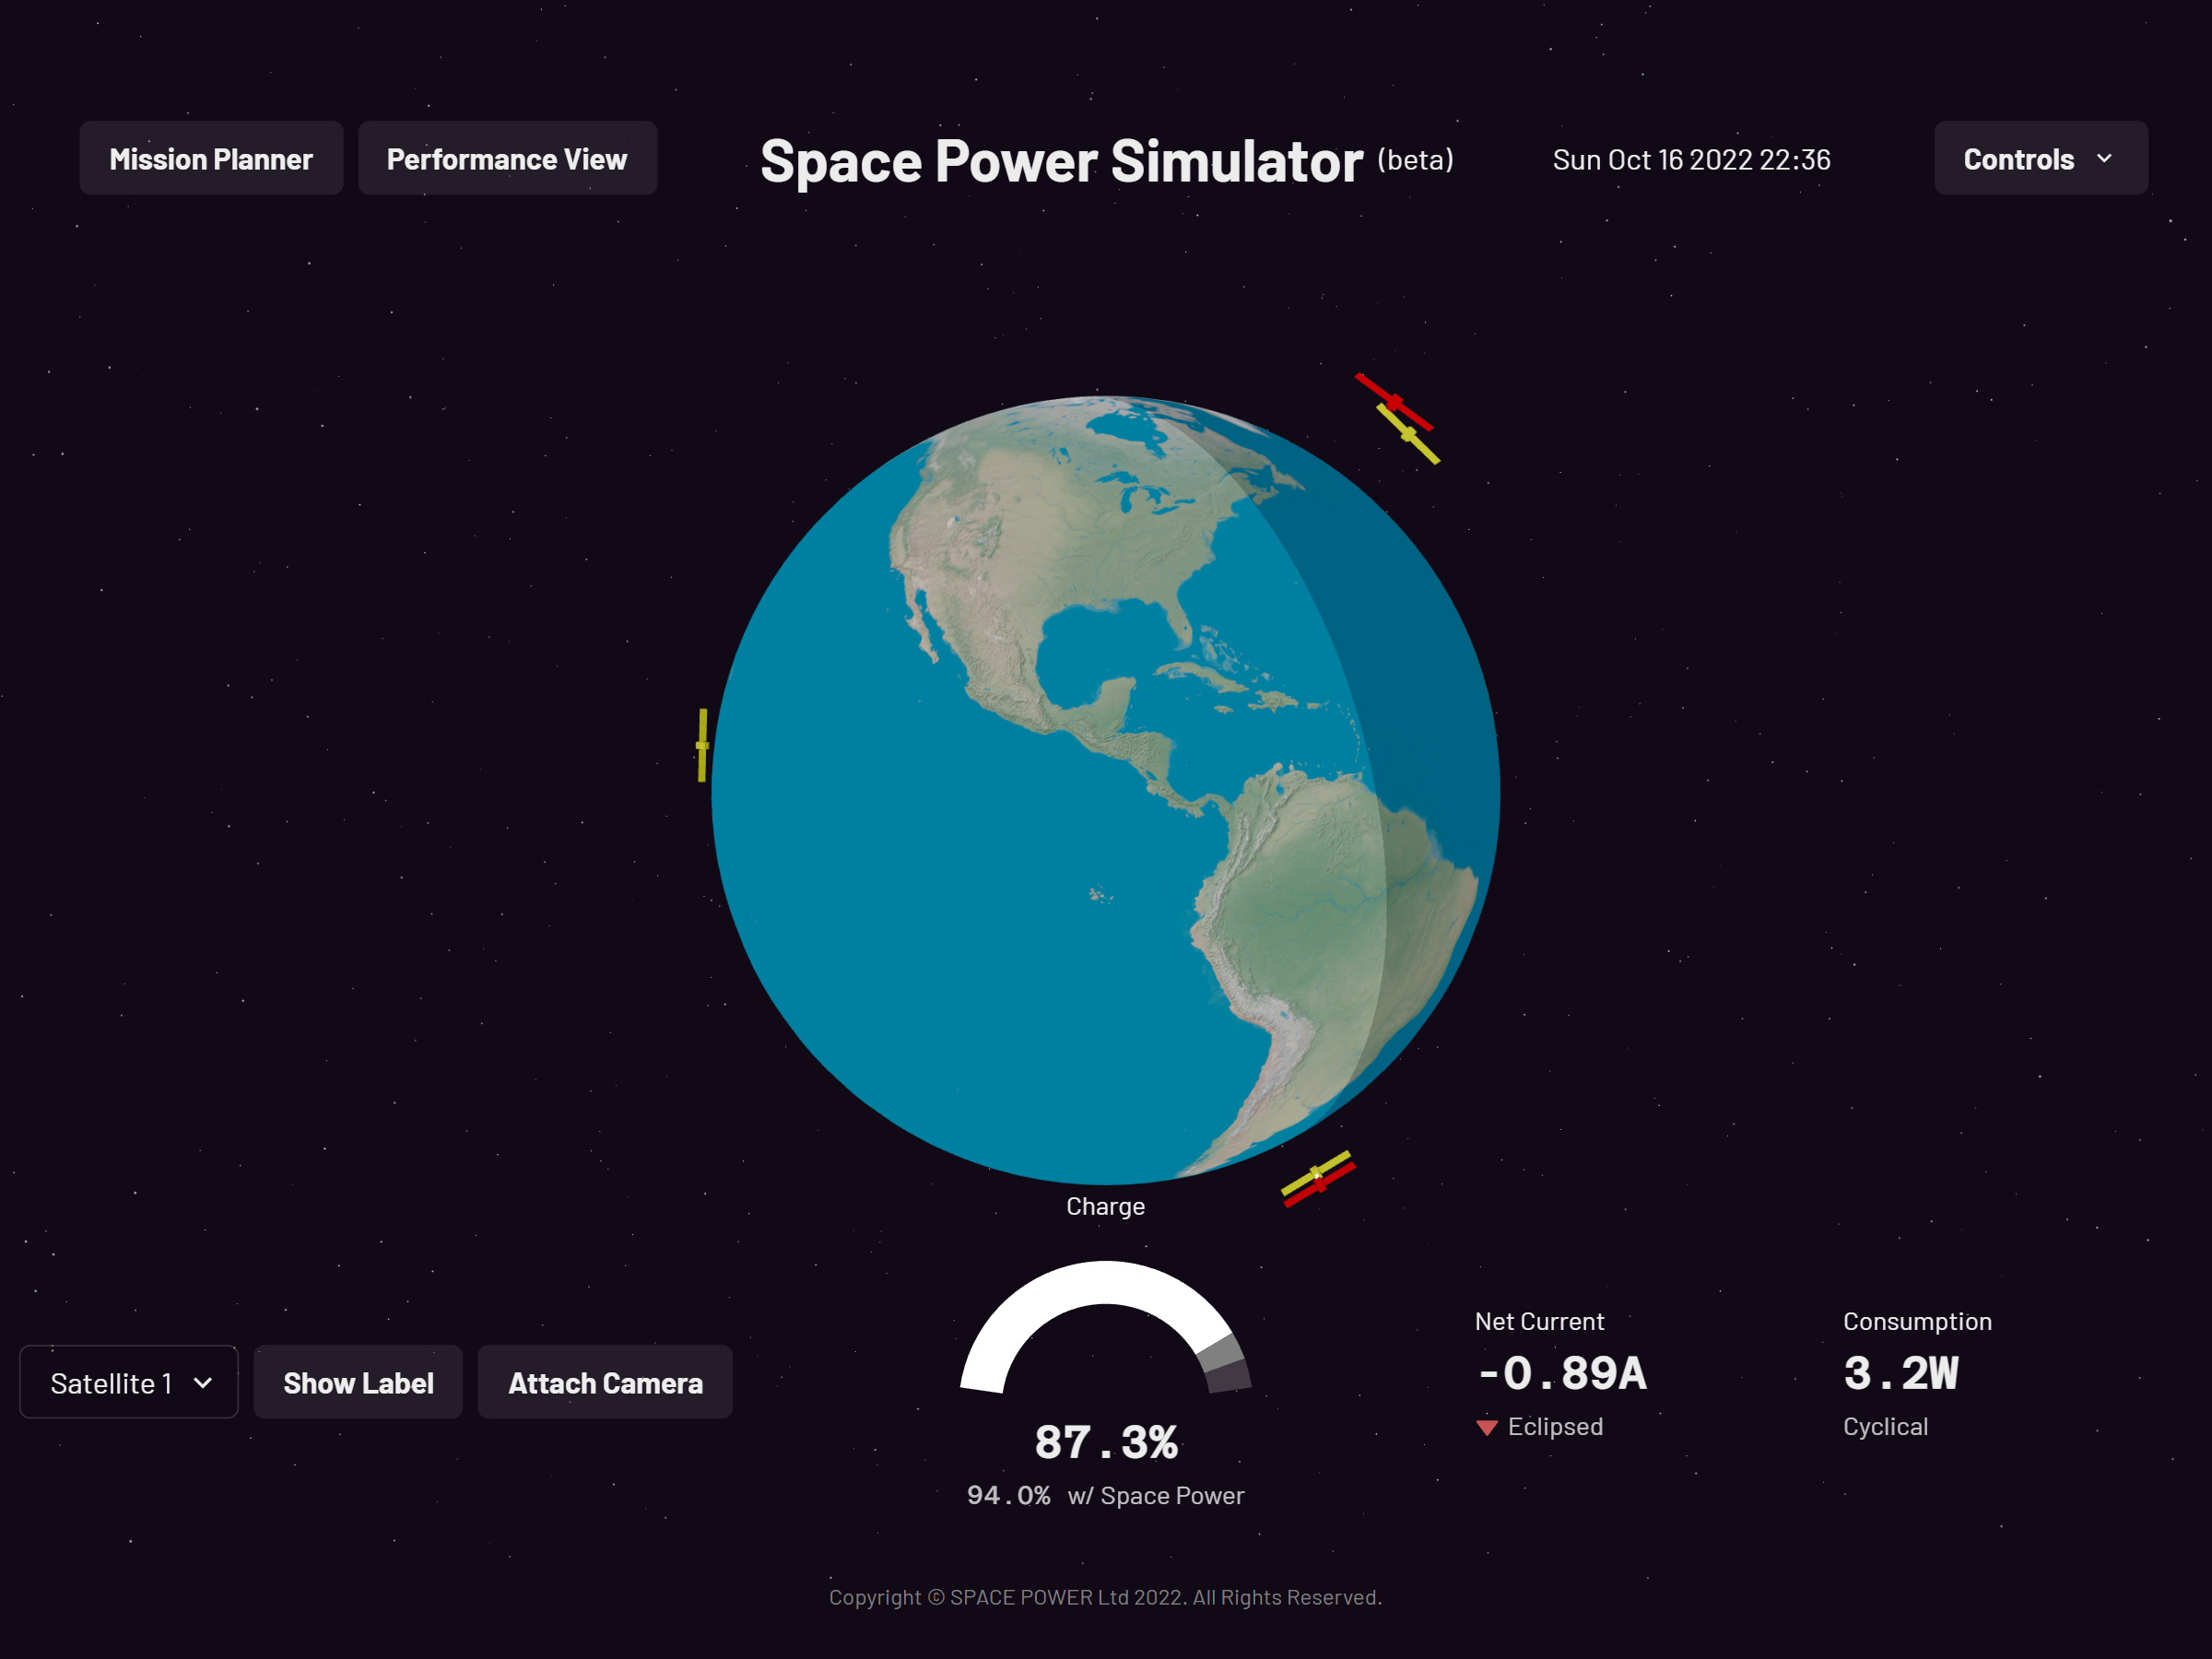 Mission Planner
Performance View
Space Power Simulator (beta)
Sun Oct 16 2022 22:36
Controls
Charge
Satellite 1
Show Label
Attach Camera
87.3%
94.0% w/ Space Power
Net Current
-0.89A
Eclipsed
Consumption
3.2W
Cyclical
Copyright © SPACE POWER Ltd 2022. All Rights Reserved.